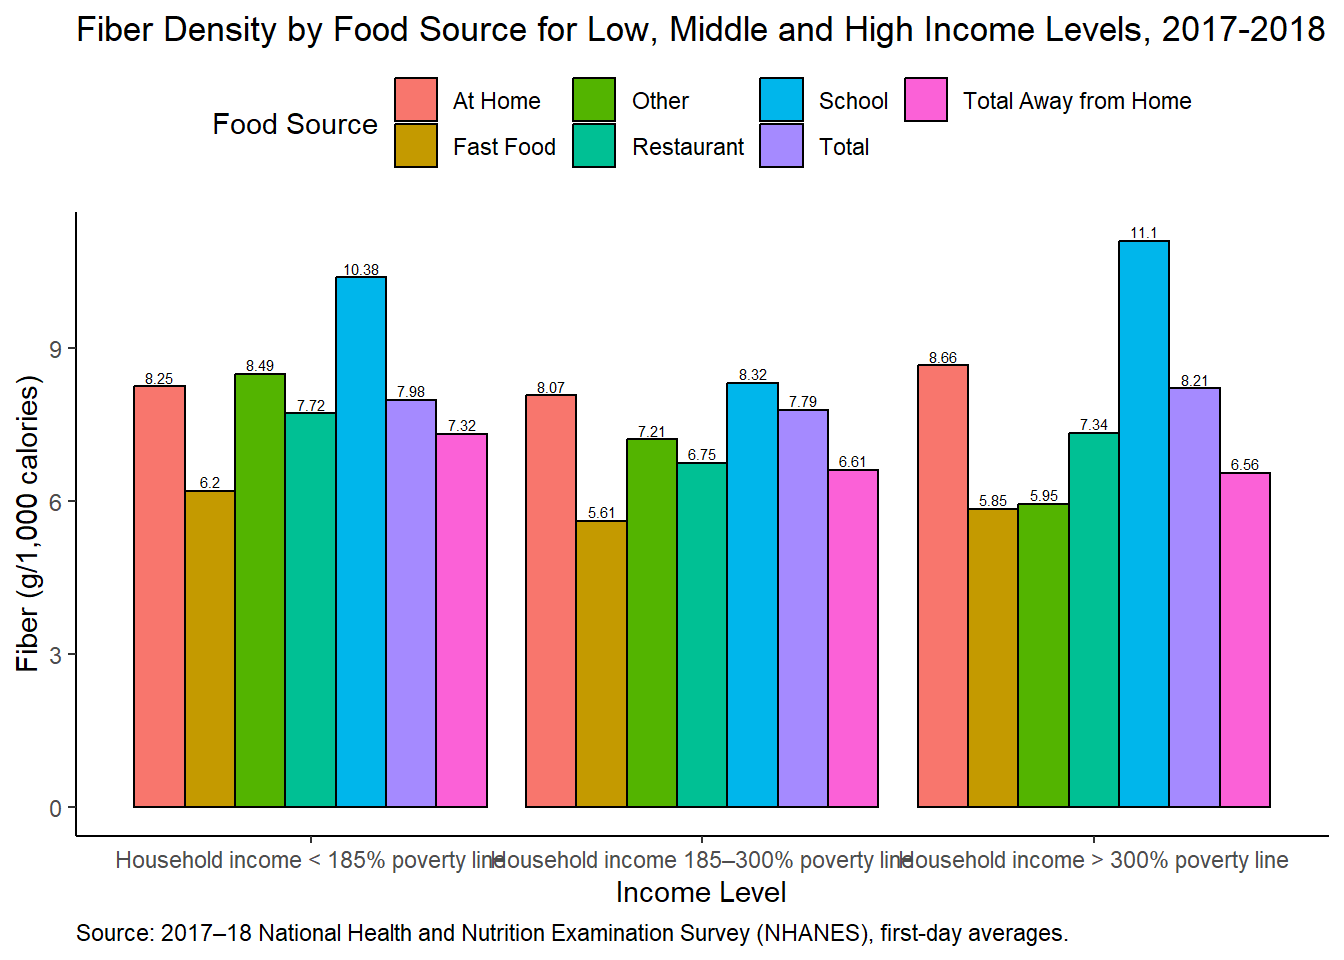 Fiber Density by Food Source for Low, Middle and High Income Levels, 2017-2018
Food Source
At Home
Other
School
Total Away from Home
Fast Food
Restaurant
Total
Fiber (g/1,000 calories)
9
6
3
0
8.25
6.2
8.49
7.72
10.38
7.98
7.32
8.07
5.61
7.21
6.75
8.32
7.79
6.61
8.66
5.85
5.95
7.34
11.1
8.21
6.56
Household income < 185% poverty line
Household income 185–300% poverty line
Household income > 300% poverty line
Income Level
Source: 2017–18 National Health and Nutrition Examination Survey (NHANES), first-day averages.